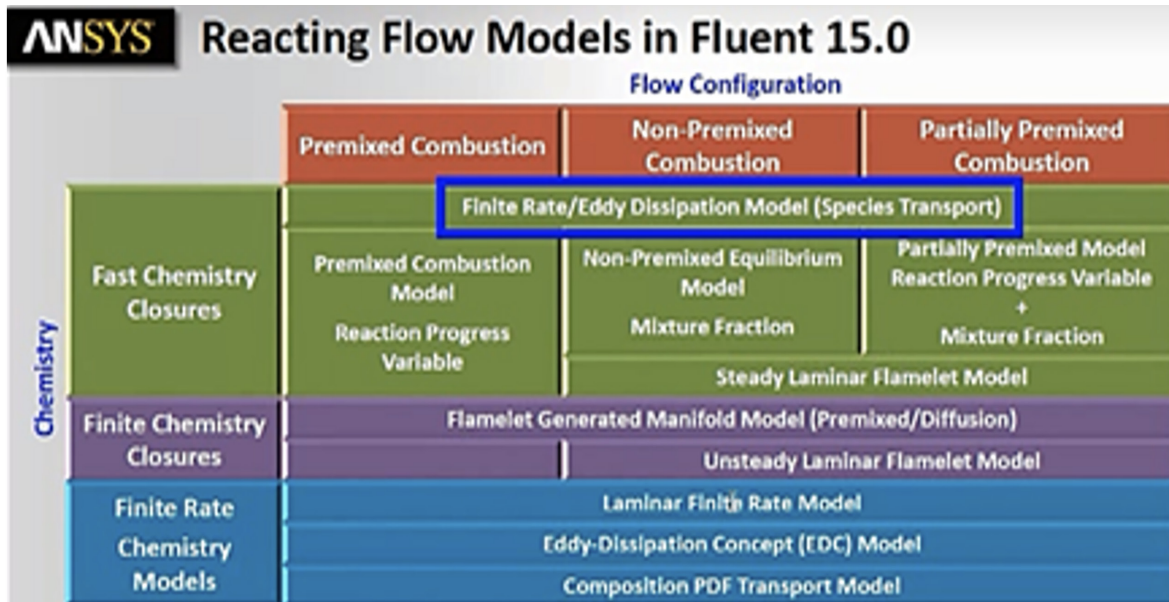 ANSYS Reacting Flow Models in Fluent 15.0
Flow Configuration
Premixed Combustion
Non-Premixed
Combustion
Partially Premixed
Combustion
Chemistry
Fast Chemistry
Closures
Finite Rate/Eddy Dissipation Model (Species Transport)
Premixed Combustion
Model
Reaction Progress
Variable
Non-Premixed Equilibrium
Model
Mixture Fraction
Partially Premixed Model
Reaction Progress Variable
+
Mixture Fraction
Steady Laminar Flamelet Model
Finite Chemistry
Closures
Flamelet Generated Manifold Model (Premixed/Diffusion)
Unsteady Laminar Flamelet Model
Finite Rate
Chemistry
Models
Laminar Finite Rate Model
Eddy-Dissipation Concept (EDC) Model
Composition PDF Transport Model